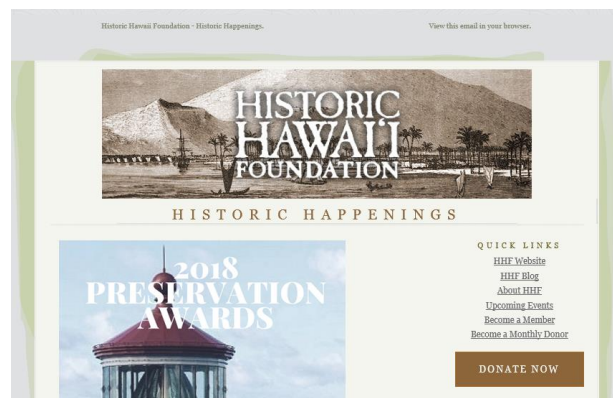 Historic Hawaii Foundation - Historic Happenings.
View this email in your browser.
HISTORIC
HAWAI'I
FOUNDATION
HISTORIC HAPPENINGS
2018
PRESERVATION
AWARDS
QUICK LINKS
HHF Website
HHF Blog
About HHF
Upcoming Events
Become a Member
Become a Monthly Donor
DONATE NOW